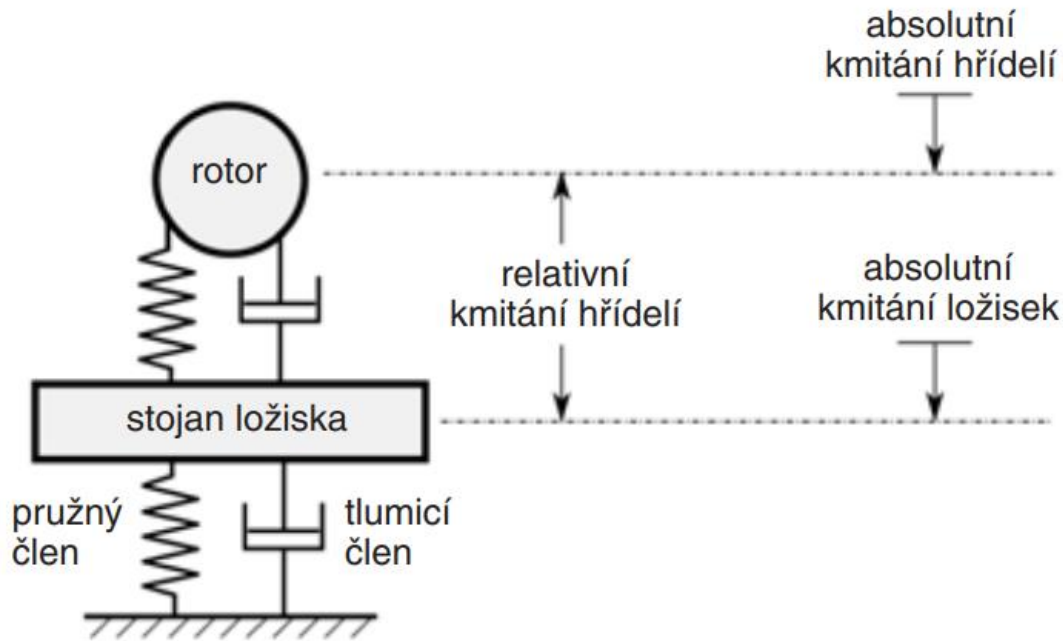 absolutní
kmitání hřídelí
rotor
relativní
kmitání hřídelí
absolutní
kmitání ložisek
stojan ložiska
pružný
člen
tlumicí
člen